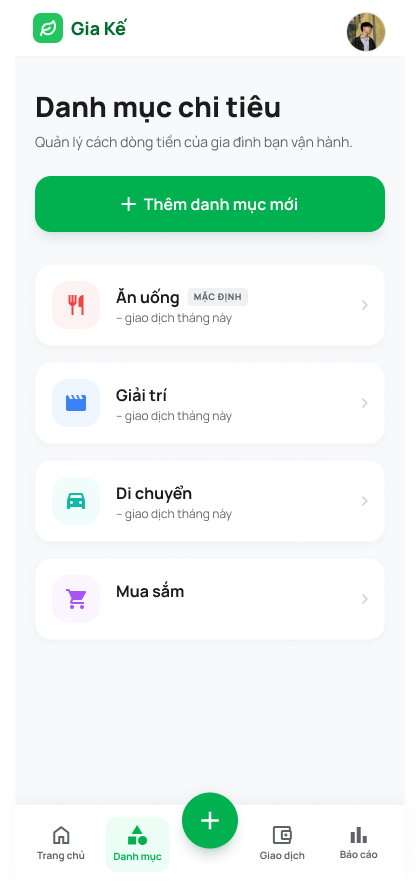 Gia Kế
Danh mục chi tiêu
Quản lý cách dòng tiền của gia đình bạn vận hành.
Thêm danh mục mới
Ăn uống MẶC ĐỊNH
– giao dịch tháng này
Giải trí
– giao dịch tháng này
Di chuyển
– giao dịch tháng này
Mua sắm
Trang chủ Danh mục Giao dịch Báo cáo